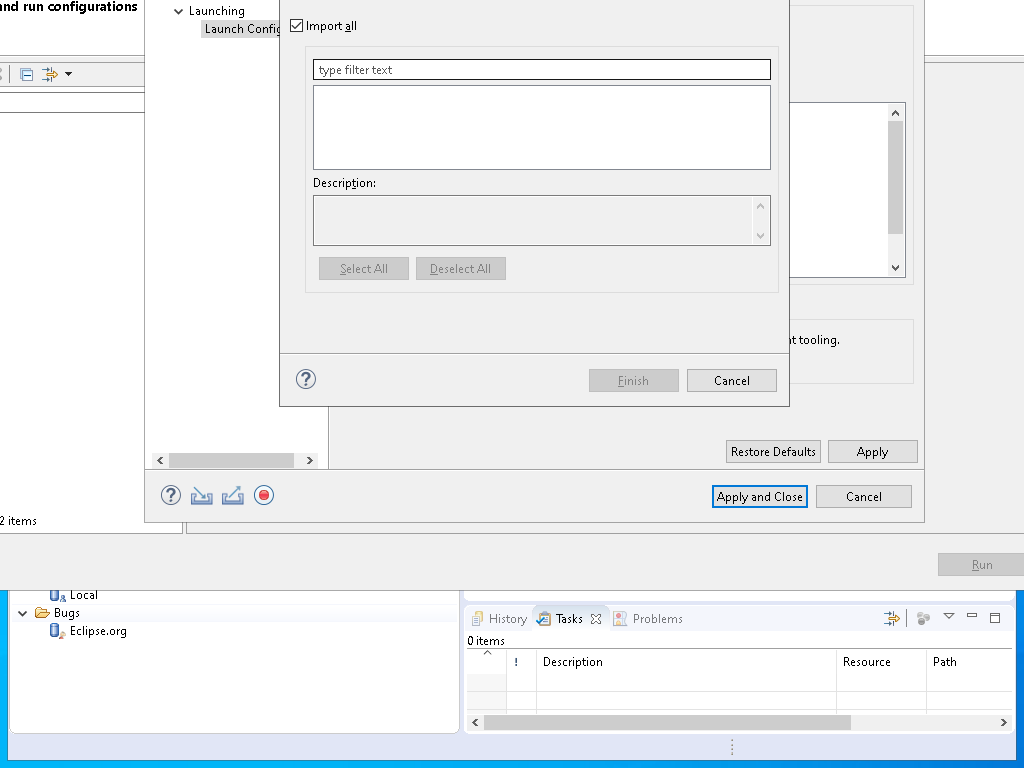 and run configurations
Launching
Launch Config
Import all
type filter text
Description:
Select All
Deselect All
t tooling.
Finish
Cancel
Restore Defaults
Apply
Apply and Close
Cancel
2 items
Run
Local
Bugs
Eclipse.org
History
Tasks
Problems
0 items
! Description Resource Path